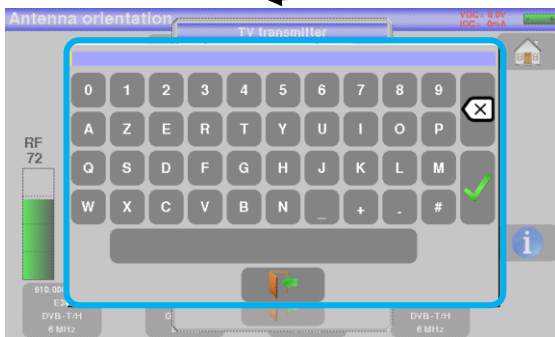 Antenna orientation
VDC= 0.0V
IDC= 0mA
TV transmitter
0 1 2 3 4 5 6 7 8 9
A Z E R T Y U I O P
RF
72
Q S D F G H J K L M
W X C V B N _ + . #
DVB-T/H
6 MHz
DVB-T/H
6 MHz